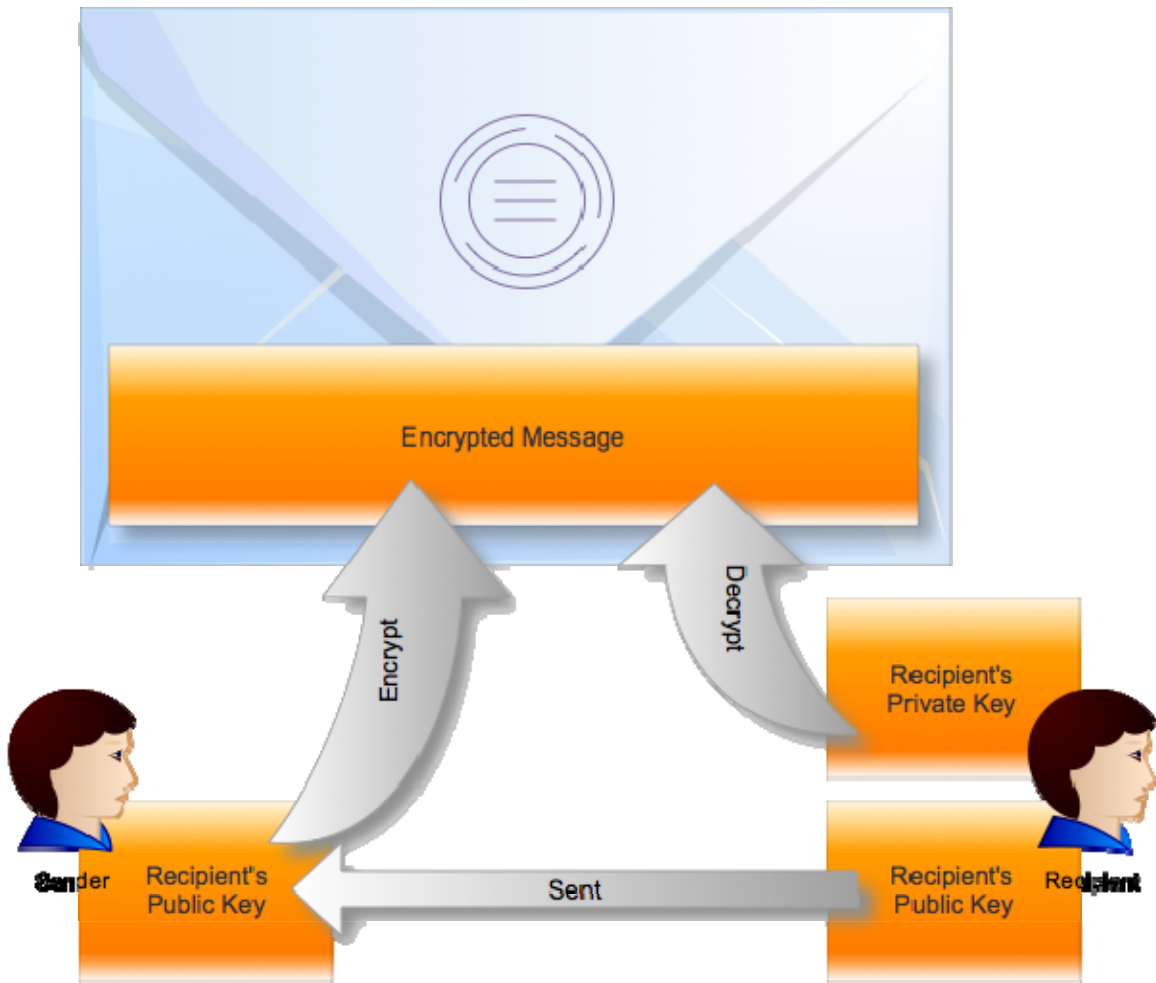 Encrypted Message
Encrypt
Decrypt
Recipient's
Private Key
Sender
Recipient's
Public Key
Sent
Recipient's
Public Key
Recipient